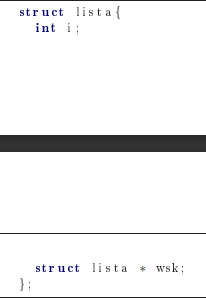 struct lista{
int i;
struct lista * wsk;
};